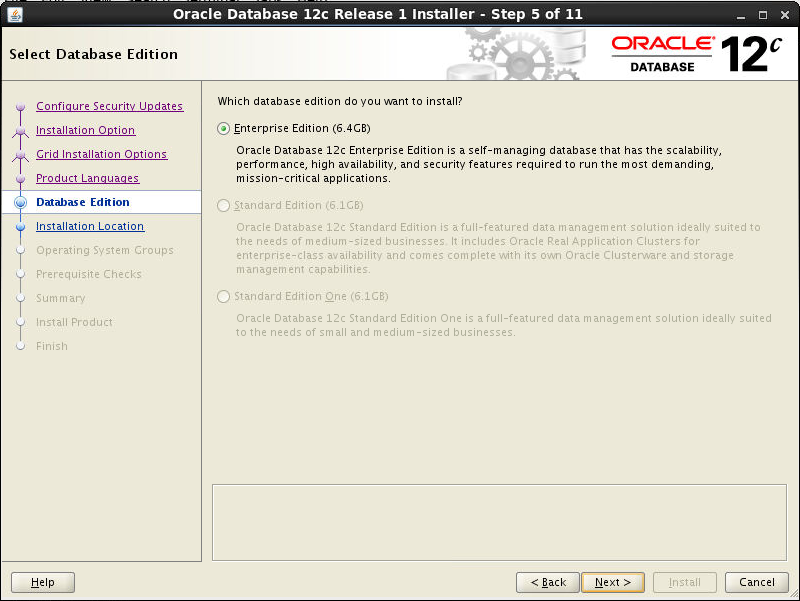 Oracle Database 12c Release 1 Installer - Step 5 of 11
Select Database Edition
ORACLE
DATABASE
12c
Configure Security Updates
Installation Option
Grid Installation Options
Product Languages
Database Edition
Installation Location
Operating System Groups
Prerequisite Checks
Summary
Install Product
Finish
Which database edition do you want to install?
Enterprise Edition (6.4GB)
Oracle Database 12c Enterprise Edition is a self-managing database that has the scalability,
performance, high availability, and security features required to run the most demanding,
mission-critical applications.
Standard Edition (6.1GB)
Oracle Database 12c Standard Edition is a full-featured data management solution ideally suited to
the needs of medium-sized businesses. It includes Oracle Real Application Clusters for
enterprise-class availability and comes complete with its own Oracle Clusterware and storage
management capabilities.
Standard Edition One (6.1GB)
Oracle Database 12c Standard Edition One is a full-featured data management solution ideally suited
to the needs of small and medium-sized businesses.
Help
< Back
Next >
Install
Cancel